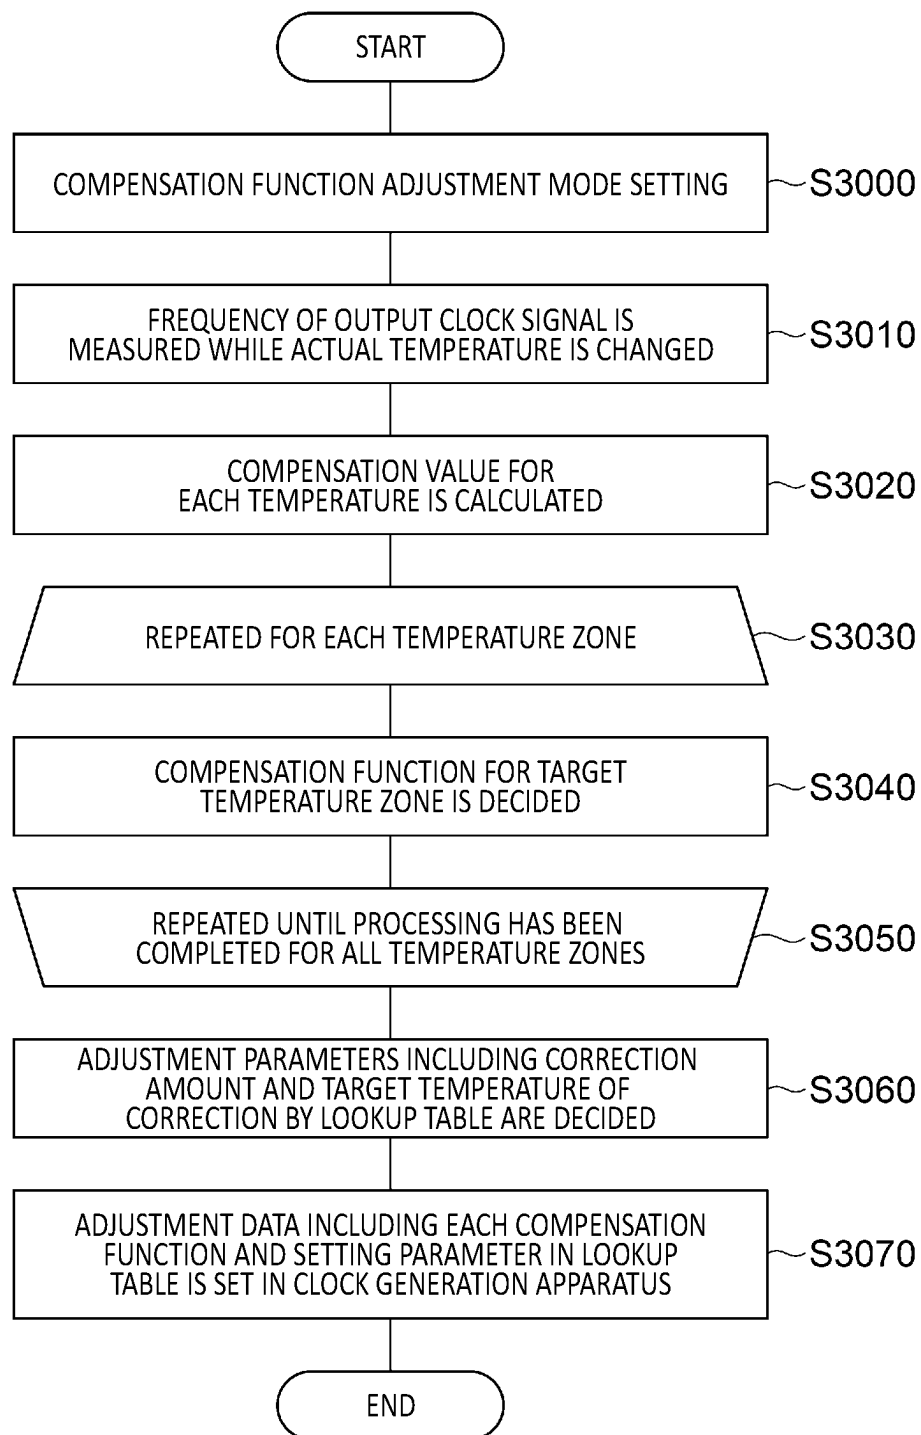 START
COMPENSATION FUNCTION ADJUSTMENT MODE SETTING
S3000
FREQUENCY OF OUTPUT CLOCK SIGNAL IS
MEASURED WHILE ACTUAL TEMPERATURE IS CHANGED
S3010
COMPENSATION VALUE FOR
EACH TEMPERATURE IS CALCULATED
S3020
REPEATED FOR EACH TEMPERATURE ZONE
S3030
COMPENSATION FUNCTION FOR TARGET
TEMPERATURE ZONE IS DECIDED
S3040
REPEATED UNTIL PROCESSING HAS BEEN
COMPLETED FOR ALL TEMPERATURE ZONES
S3050
ADJUSTMENT PARAMETERS INCLUDING CORRECTION
AMOUNT AND TARGET TEMPERATURE OF
CORRECTION BY LOOKUP TABLE ARE DECIDED
S3060
ADJUSTMENT DATA INCLUDING EACH COMPENSATION
FUNCTION AND SETTING PARAMETER IN LOOKUP
TABLE IS SET IN CLOCK GENERATION APPARATUS
S3070
END